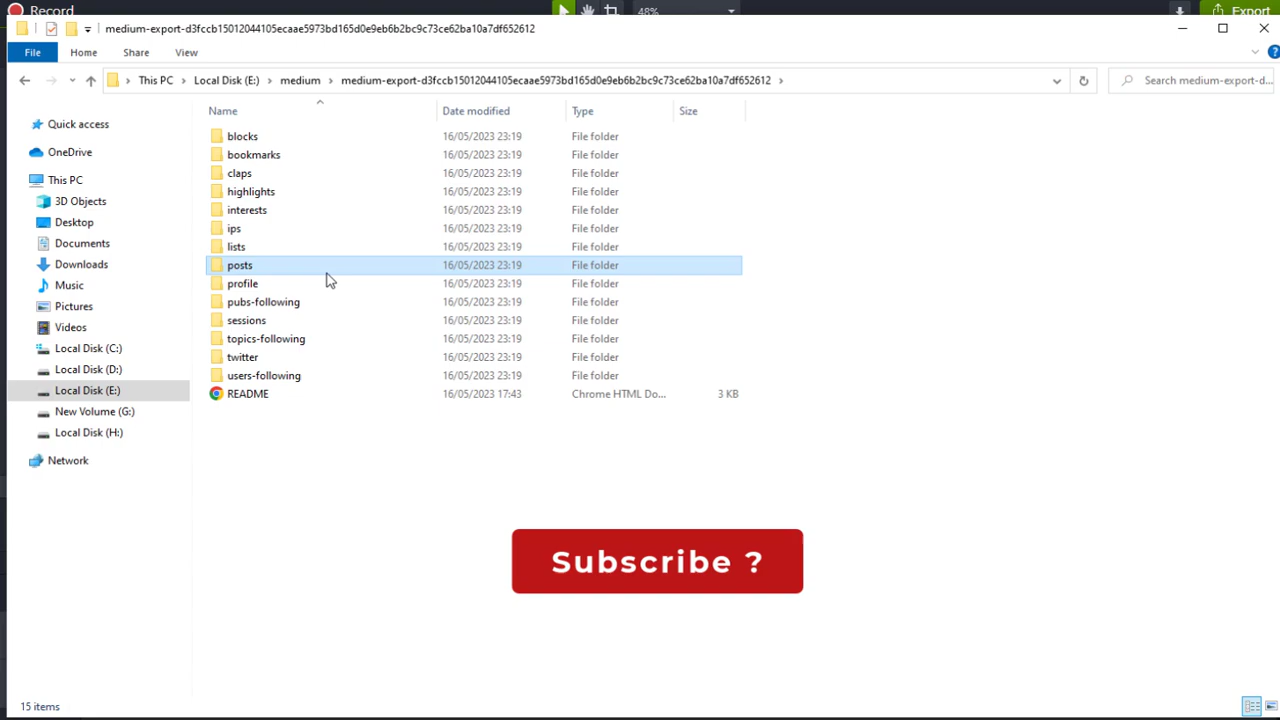 Record
48%
Export
medium-export-d3fccb15012044105ecaae5973bd165d0e9eb6b2bc9c73ce62ba10a7df652612
File
Home
Share
View
This PC
Local Disk (E:)
medium
medium-export-d3fccb15012044105ecaae5973bd165d0e9eb6b2bc9c73ce62ba10a7df652612
Search medium-export-d...
Name
Date modified
Type
Size
Quick access
OneDrive
This PC
3D Objects
Desktop
Documents
Downloads
Music
Pictures
Videos
Local Disk (C:)
Local Disk (D:)
Local Disk (E:)
New Volume (G:)
Local Disk (H:)
Network
blocks 16/05/2023 23:19 File folder
bookmarks 16/05/2023 23:19 File folder
claps 16/05/2023 23:19 File folder
highlights 16/05/2023 23:19 File folder
interests 16/05/2023 23:19 File folder
ips 16/05/2023 23:19 File folder
lists 16/05/2023 23:19 File folder
posts 16/05/2023 23:19 File folder
profile 16/05/2023 23:19 File folder
pubs-following 16/05/2023 23:19 File folder
sessions 16/05/2023 23:19 File folder
topics-following 16/05/2023 23:19 File folder
twitter 16/05/2023 23:19 File folder
users-following 16/05/2023 23:19 File folder
README 16/05/2023 17:43 Chrome HTML Do... 3 KB
Subscribe ?
15 items